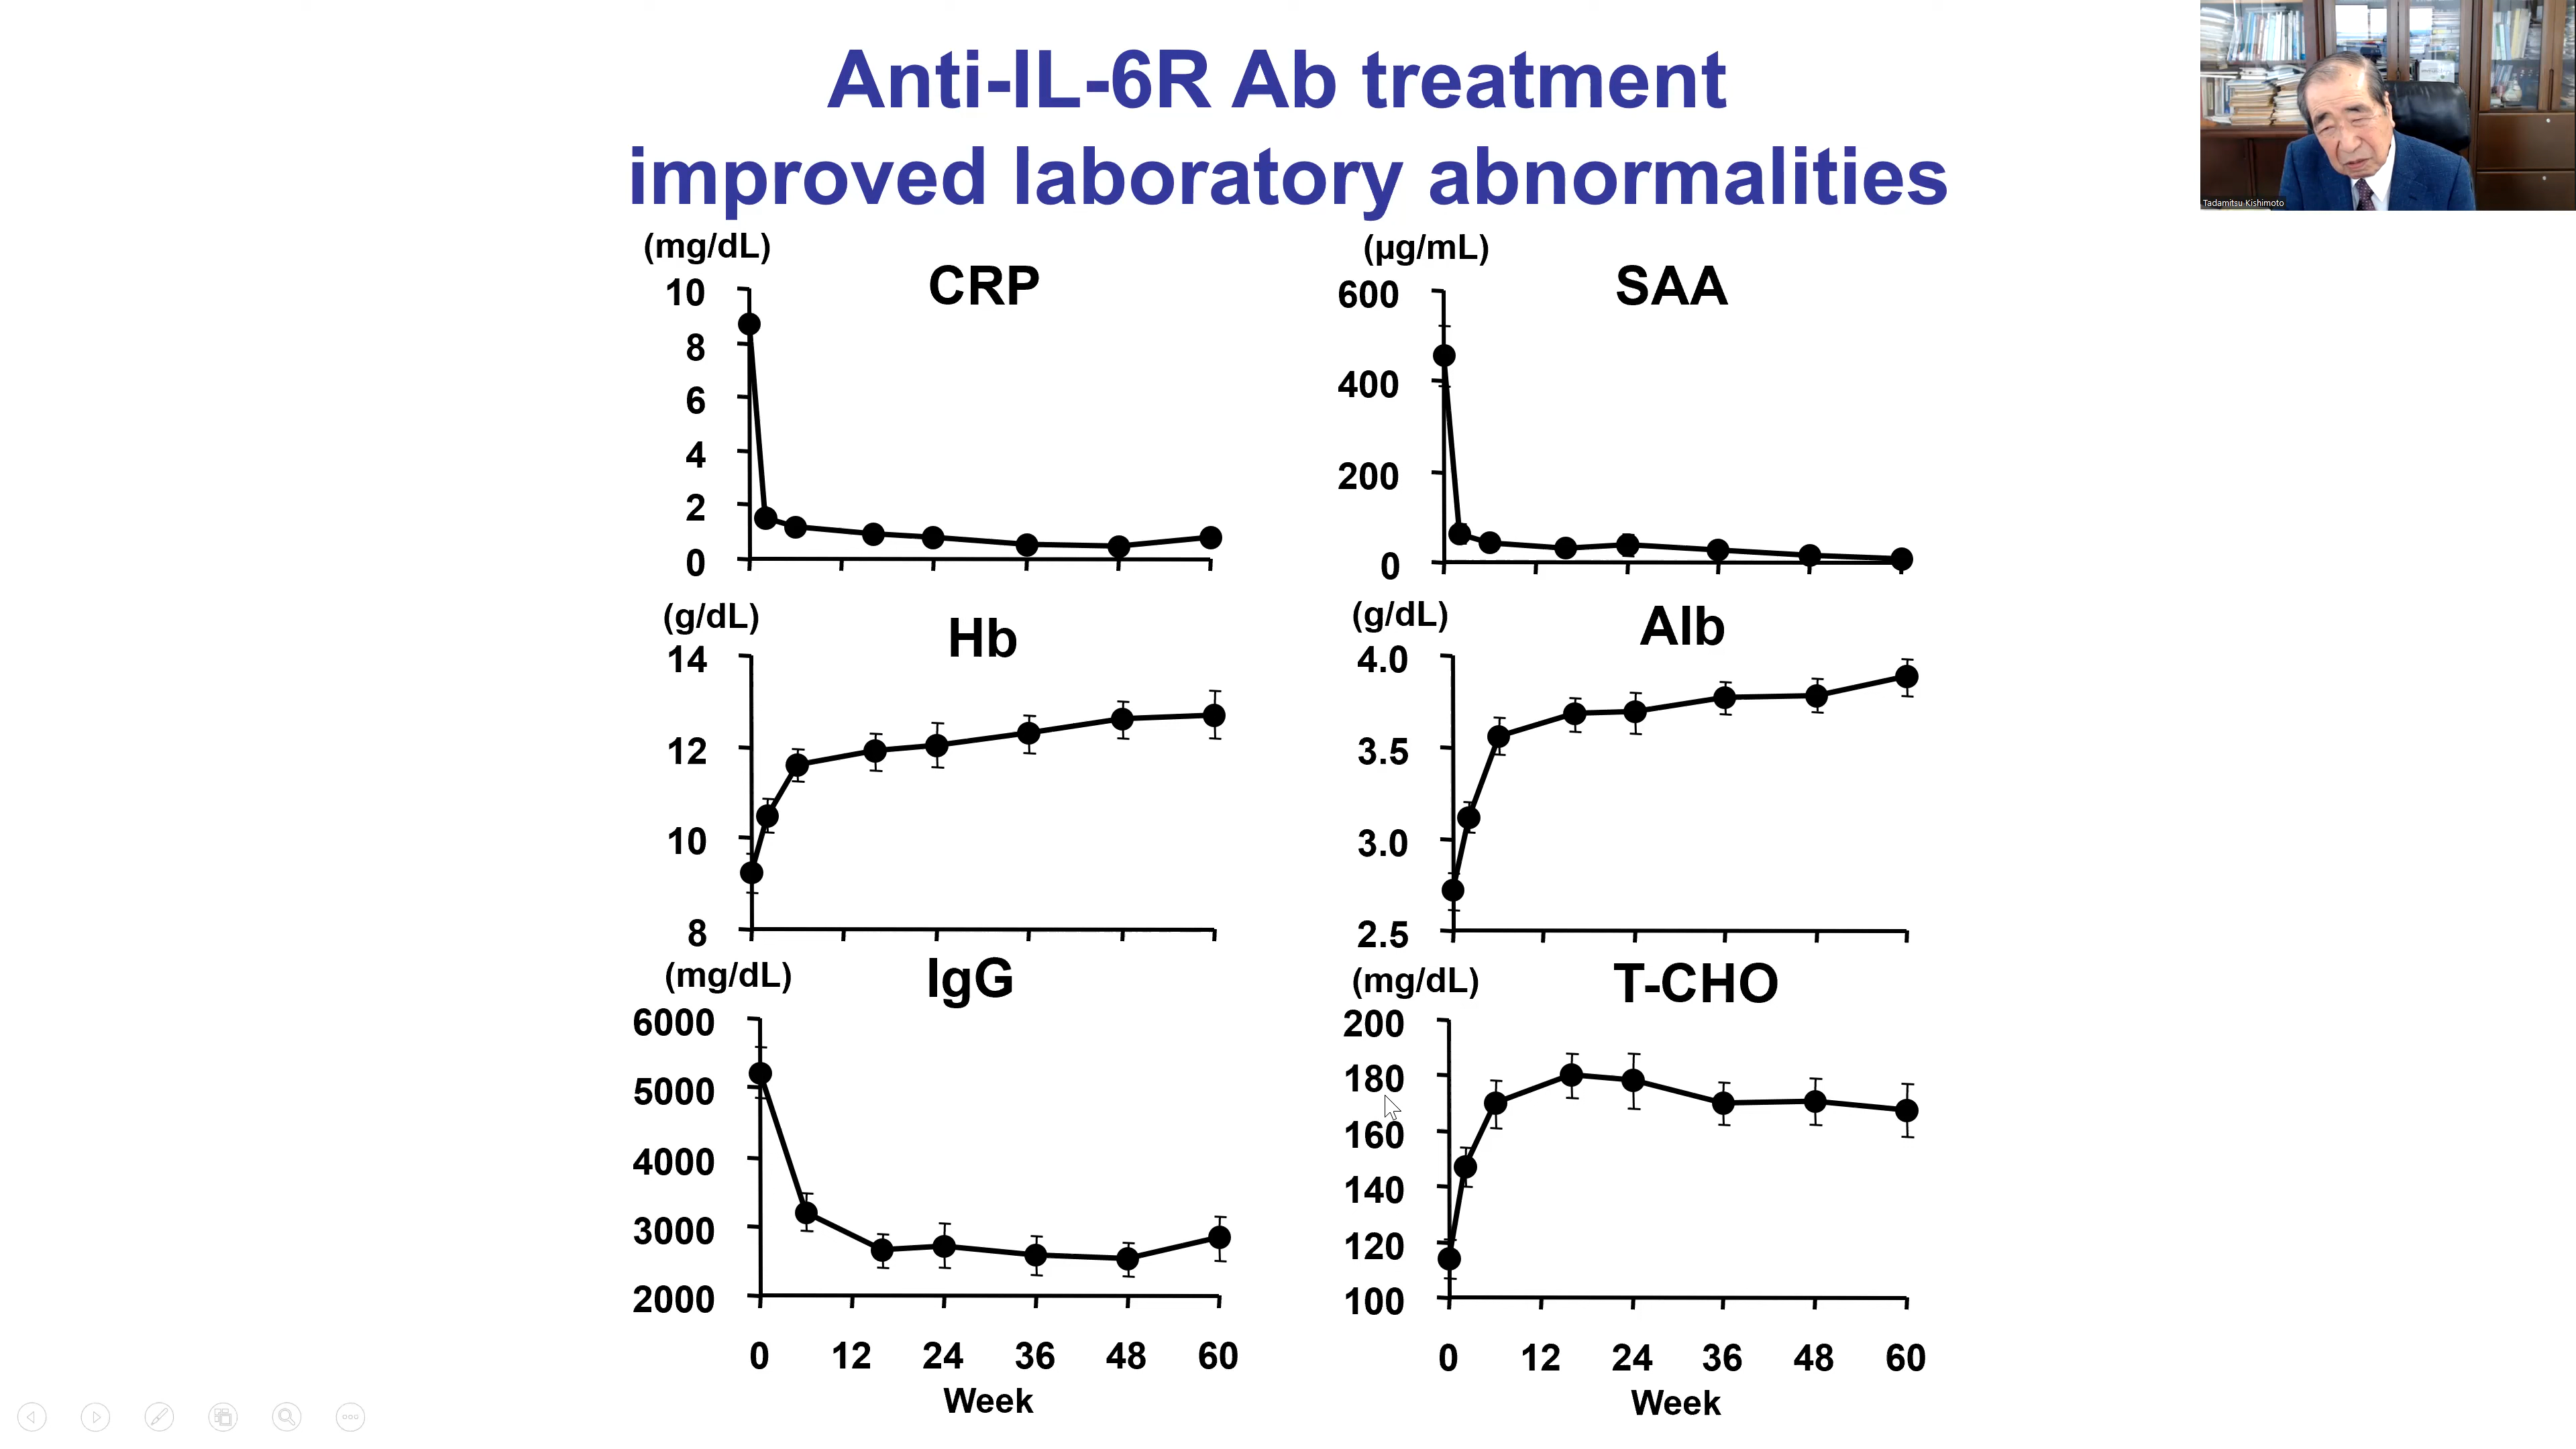 Anti-IL-6R Ab treatment
improved laboratory abnormalities
Tadamitsu Kishimoto
(mg/dL)
CRP
10
8
6
4
2
0
(µg/mL)
SAA
600
400
200
0
(g/dL)
Hb
14
12
10
8
(g/dL)
Alb
4.0
3.5
3.0
2.5
(mg/dL)
IgG
6000
5000
4000
3000
2000
0 12 24 36 48 60
Week
(mg/dL)
T-CHO
200
180
160
140
120
100
0 12 24 36 48 60
Week